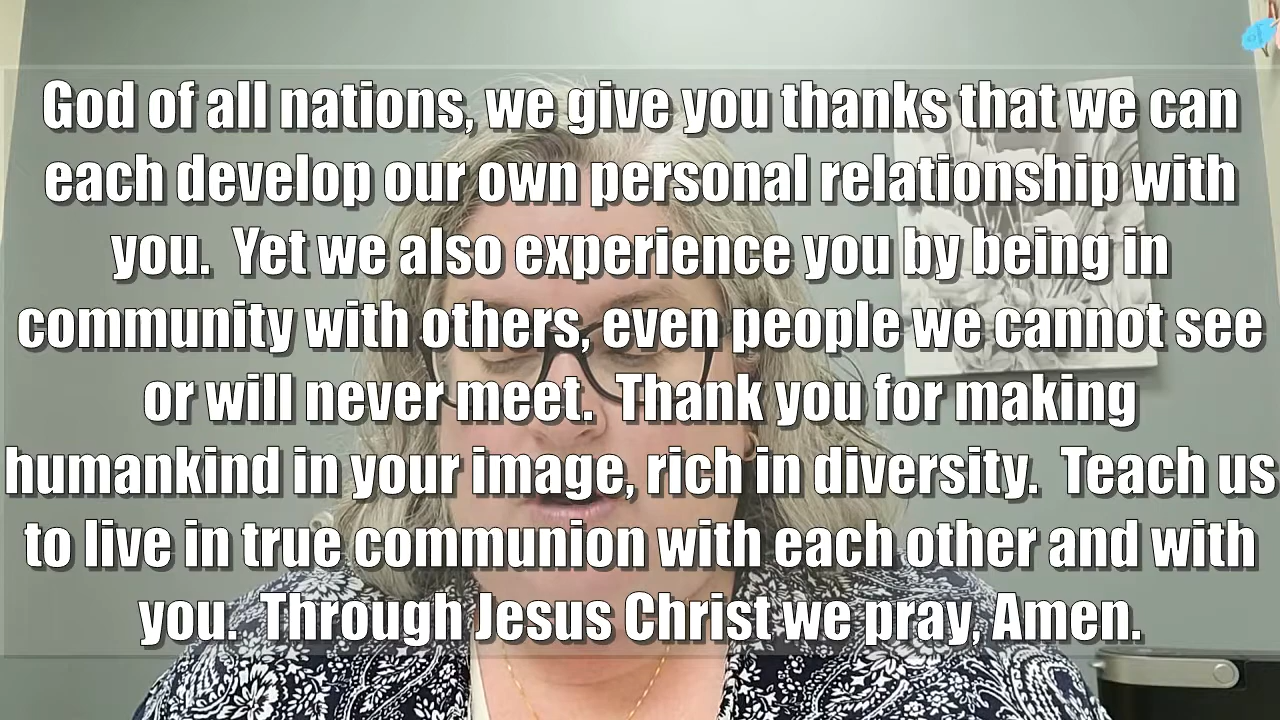 God of all nations, we give you thanks that we can
each develop our own personal relationship with
you.  Yet we also experience you by being in
community with others, even people we cannot see
or will never meet.  Thank you for making
humankind in your image, rich in diversity.  Teach us
to live in true communion with each other and with
you.  Through Jesus Christ we pray, Amen.